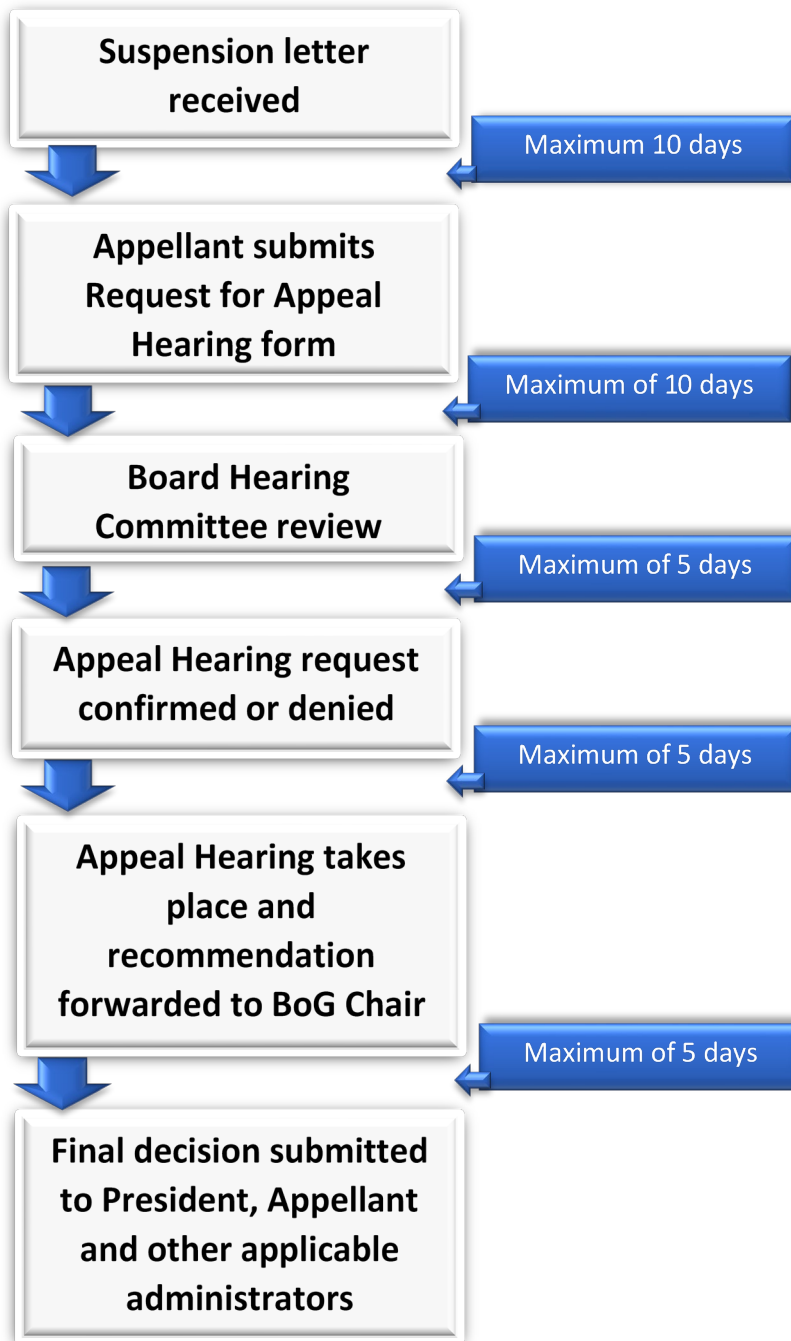 Suspension letter
received
Maximum 10 days
Appellant submits
Request for Appeal
Hearing form
Maximum of 10 days
Board Hearing
Committee review
Maximum of 5 days
Appeal Hearing request
confirmed or denied
Maximum of 5 days
Appeal Hearing takes
place and
recommendation
forwarded to BoG Chair
Maximum of 5 days
Final decision submitted
to President, Appellant
and other applicable
administrators